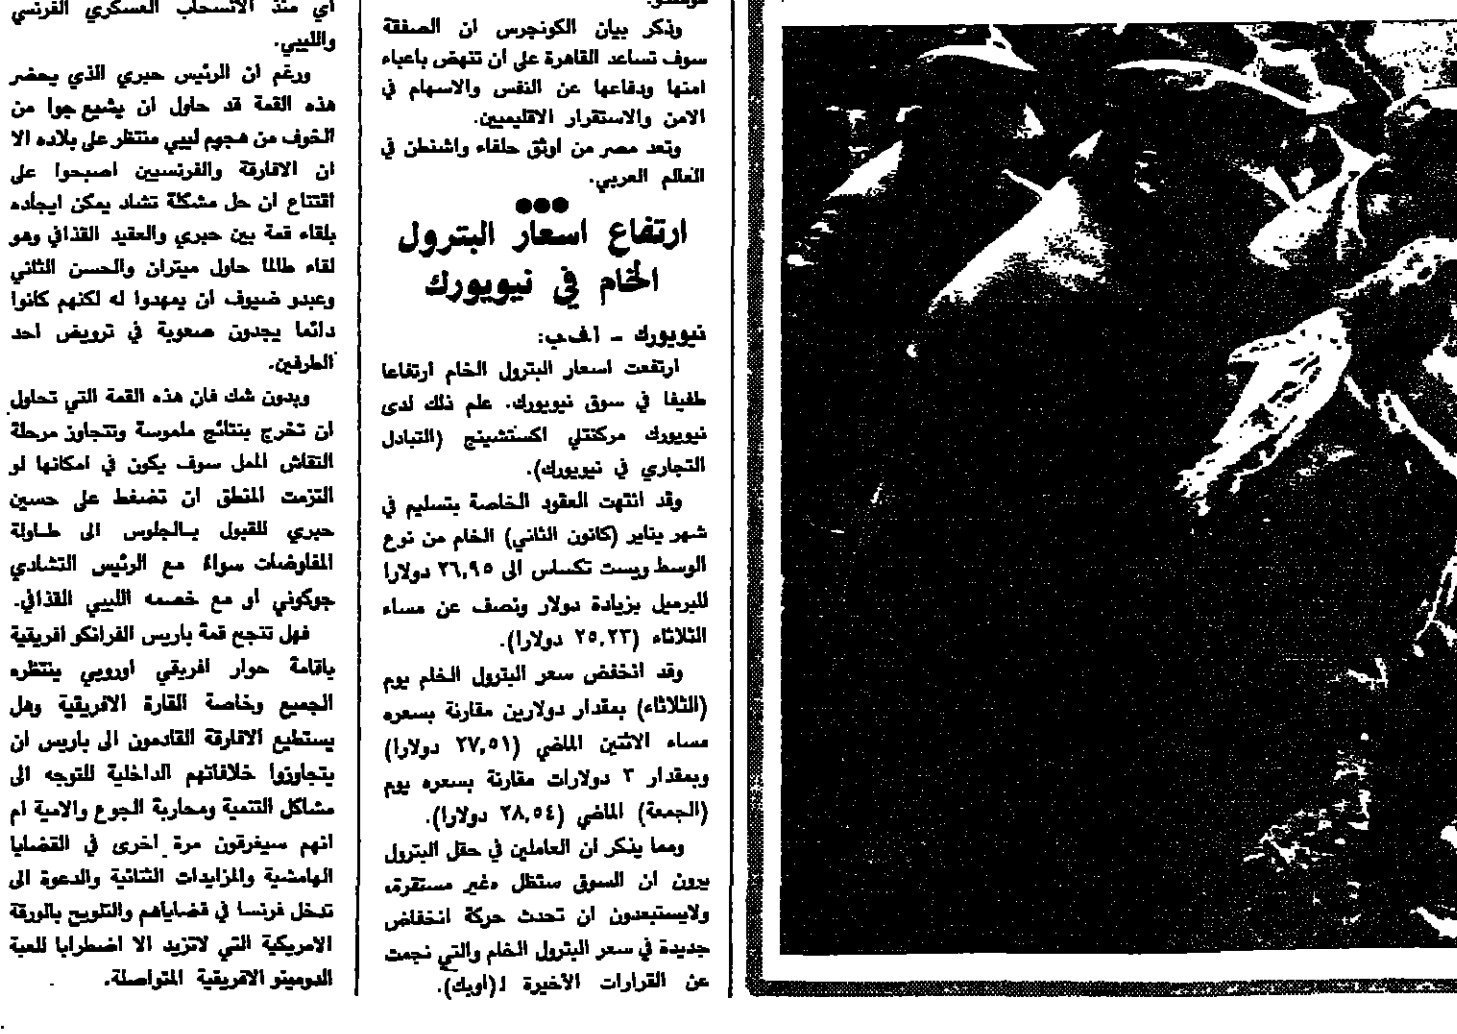 وذكر بيان الكونجرس ان الصفقة
سوف تساعد القاهرة على ان تنهض باعباء
امنها ودفاعها عن النفس والاسهام في
الامن والاستقرار الاقليميين.
وتعد مصر من اوثق حلفاء واشنطن في
العالم العربي.
●●●
ارتفاع اسعار البترول
الخام في نيويورك
نيويورك - أ.ف.ب:
ارتفعت اسعار البترول الخام ارتفاعا
طفيفا في سوق نيويورك. علم ذلك لدى
نيويورك مركنتلي اكستشينج (التبادل
التجاري في نيويورك).
وقد انتهت العقود الخاصة بتسليم في
شهر يناير (كانون الثاني) الخام من نوع
الوسط ويست تكساس الى ٢٦,٩٥ دولارا
للبرميل بزيادة دولار ونصف عن مساء
الثلاثاء (٢٥,٢٣ دولارا).
وقد انخفض سعر البترول الخام يوم
(الثلاثاء) بمقدار دولارين مقارنة بسعره
مساء الاثنين الماضي (٢٧,٥١ دولارا)
وبمقدار ٣ دولارات مقارنة بسعره يوم
(الجمعة) الماضي (٢٨,٥٤ دولارا).
ومما يذكر ان العاملين في حقل البترول
يرون ان السوق ستظل «غير مستقرة»
ولايستبعدون ان تحدث حركة انخفاض
جديدة في سعر البترول الخام والتي نجمت
عن القرارات الأخيرة لـ(اوبك).
اي منذ الانسحاب العسكري الفرنسي
والليبي.
ورغم ان الرئيس حبري الذي يحضر
هذه القمة قد حاول ان يشيع جوا من
الخوف من هجوم ليبي منتظر على بلاده الا
ان الافارقة والفرنسيين اصبحوا على
اقتناع ان حل مشكلة تشاد يمكن ايجاده
بلقاء قمة بين حبري والعقيد القذافي وهو
لقاء طالما حاول ميتران والحسن الثاني
وعبدو ضيوف ان يمهدوا له لكنهم كانوا
دائما يجدون صعوبة في ترويض احد
الطرفين.
وبدون شك فان هذه القمة التي تحاول
ان تخرج بنتائج ملموسة وتتجاوز مرحلة
النقاش الممل سوف يكون في امكانها لو
التزمت المنطق ان تضغط على حسين
حبري للقبول بالجلوس الى طاولة
المفاوضات سواء مع الرئيس التشادي
جوكوني او مع خصمه الليبي القذافي.
فهل تنجح قمة باريس الفرانكو افريقية
باقامة حوار افريقي اوروبي ينتظره
الجميع وخاصة القارة الافريقية وهل
يستطيع الافارقة القادمون الى باريس ان
يتجاوزوا خلافاتهم الداخلية للتوجه الى
مشاكل التنمية ومحاربة الجوع والامية ام
انهم سيغرقون مرة اخرى في القضايا
الهامشية والمزايدات الثنائية والدعوة الى
تدخل فرنسا في قضاياهم والتلويح بالورقة
الامريكية التي لاتزيد الا اضطرابا للعبة
الدومينو الافريقية المتواصلة.